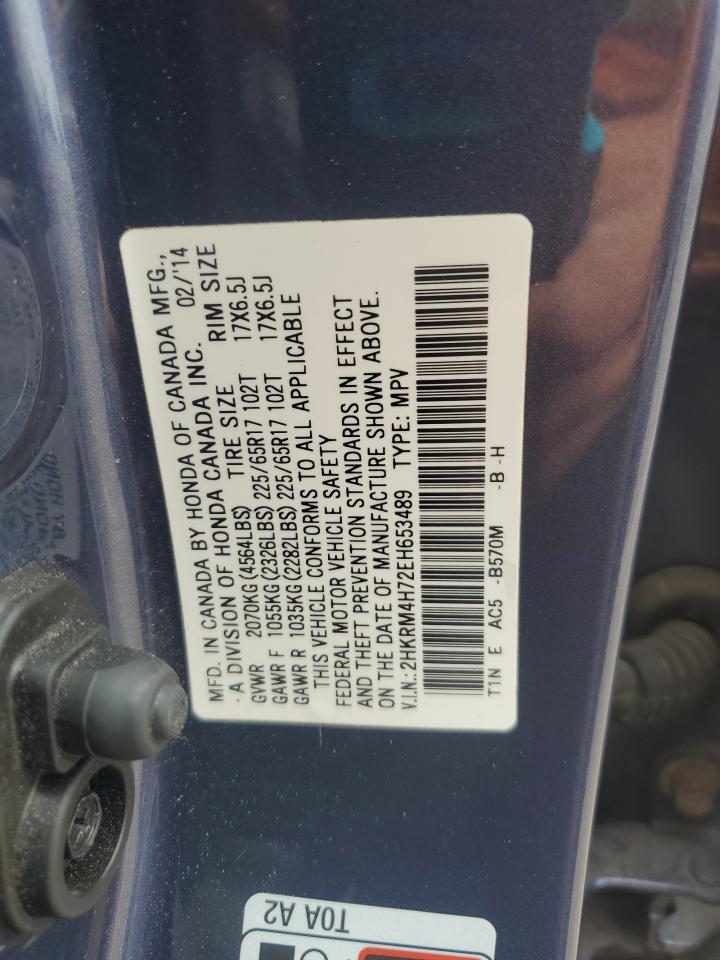 MFD. IN CANADA BY HONDA OF CANADA MFG.,
- A DIVISION OF HONDA CANADA INC. 02/'14
GVWR 2070KG(4564LBS) TIRE SIZE RIM SIZE
GAWR F 1055KG(2326LBS) 225/65R17 102T 17X6.5J
GAWR R 1035KG(2282LBS) 225/65R17 102T 17X6.5J
THIS VEHICLE CONFORMS TO ALL APPLICABLE
FEDERAL MOTOR VEHICLE SAFETY
AND THEFT PREVENTION STANDARDS IN EFFECT
ON THE DATE OF MANUFACTURE SHOWN ABOVE.
V.I.N.: 2HKRM4H72EH653489 TYPE: MPV
T1N E AC5 -B570M -B -H
T0A A2